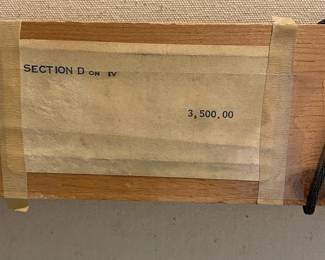 SECTION D ON IV
3,500.00